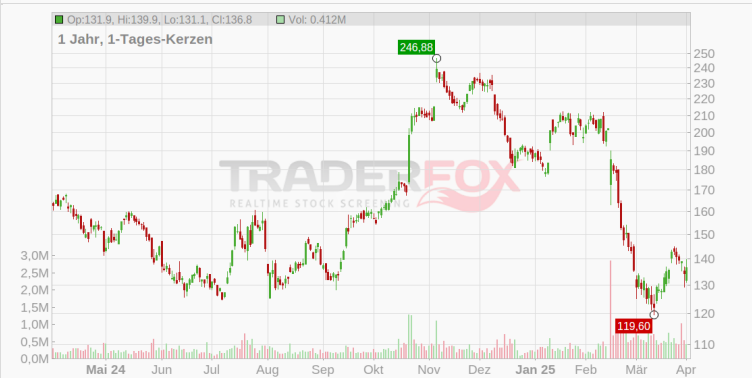 Op:131.9, Hi:139.9, Lo:131.1, Cl:136.8 Vol: 0.412M
1 Jahr, 1-Tages-Kerzen
246,88
250
240
230
220
210
200
190
180
170
160
150
140
130
120
110
TRADERFOX
REALTIME STOCK SCREENING
3,0M
2,5M
2,0M
1,5M
1,0M
0,5M
0,0M
119,60
Mai 24 Jun Jul Aug Sep Okt Nov Dez Jan 25 Feb Mär Apr